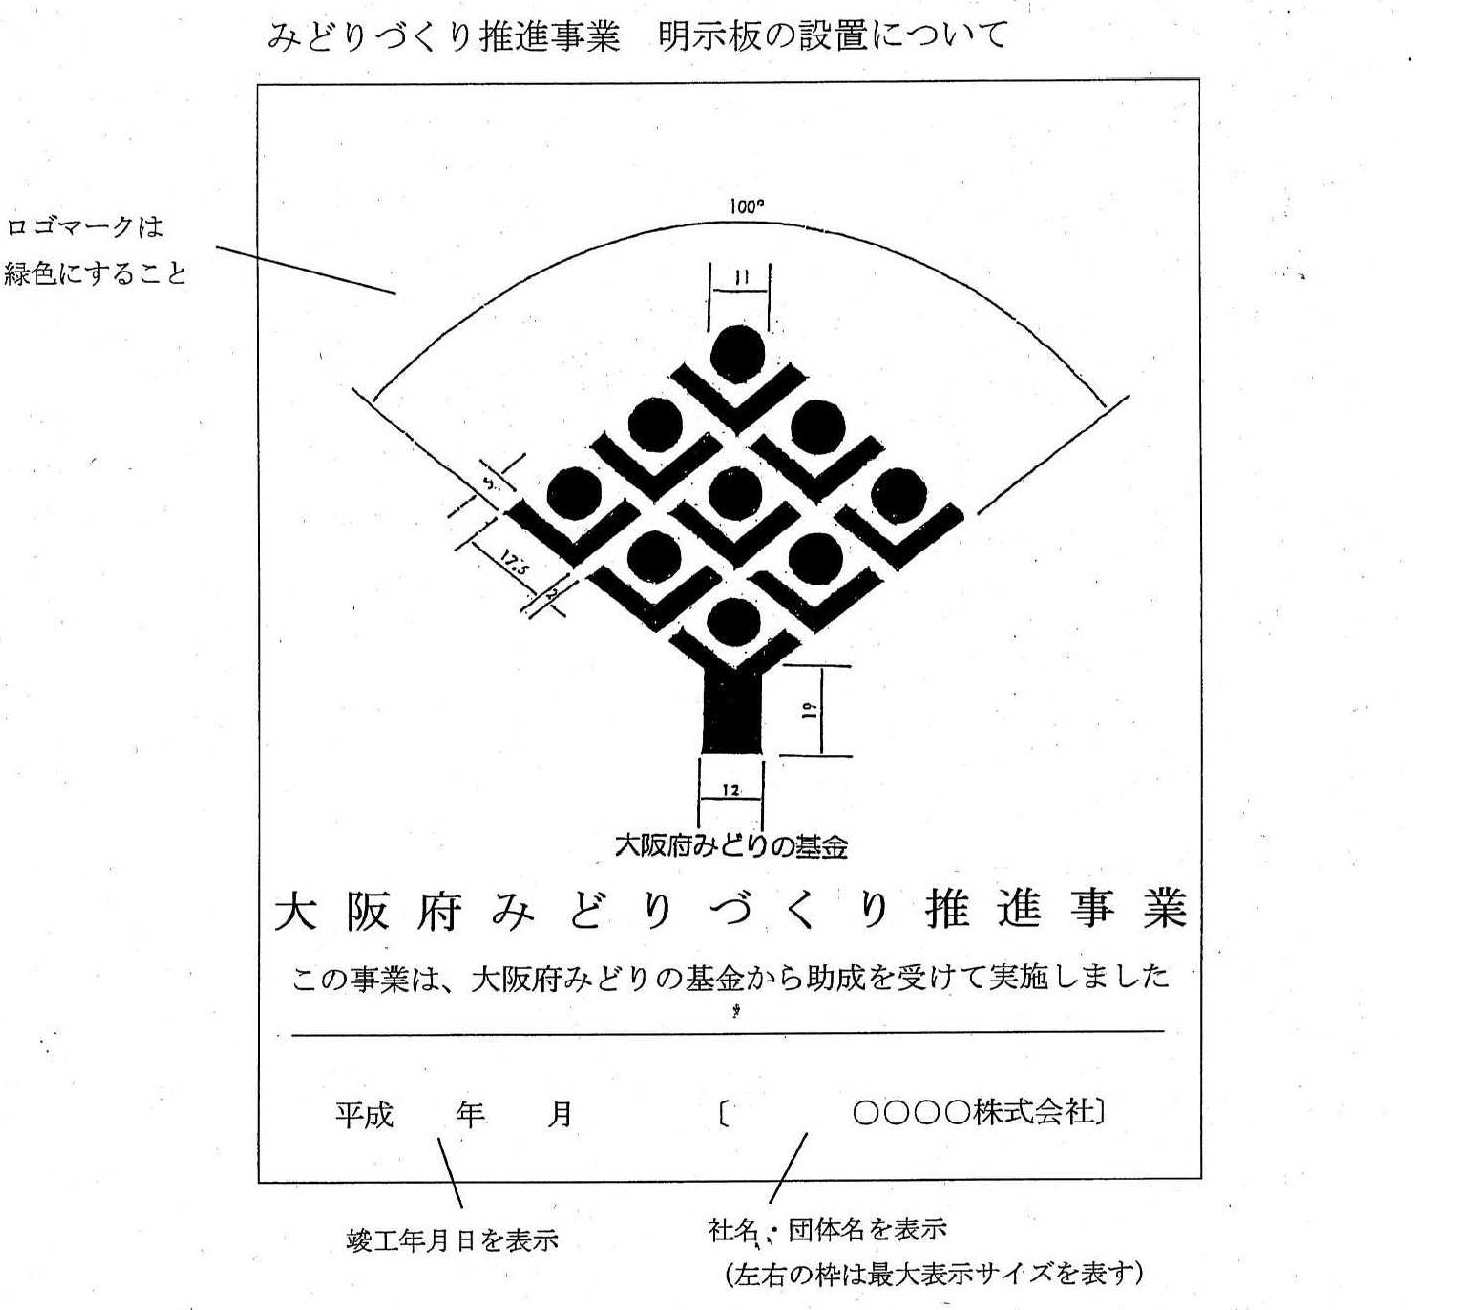 みどりづくり推進事業　明示板の設置について
ロゴマークは
緑色にすること
100°
11
5
17.5
2
19
12
大阪府みどりの基金
大阪府みどりづくり推進事業
この事業は、大阪府みどりの基金から助成を受けて実施しました
平成　　年　　月　　　　　〔　　　　○○○○株式会社〕
竣工年月日を表示
社名・団体名を表示
(左右の枠は最大表示サイズを表す)